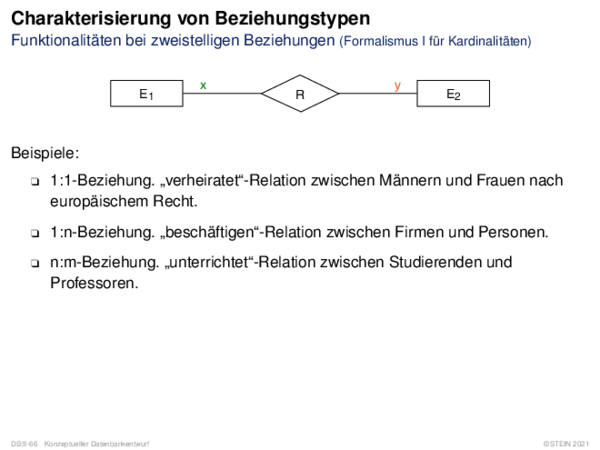 Charakterisierung von Beziehungstypen
Funktionalitäten bei zweistelligen Beziehungen (Formalismus I für Kardinalitäten)
E1 x R y E2
Beispiele:
❑ 1:1-Beziehung. „verheiratet“-Relation zwischen Männern und Frauen nach
europäischem Recht.
❑ 1:n-Beziehung. „beschäftigen“-Relation zwischen Firmen und Personen.
❑ n:m-Beziehung. „unterrichtet“-Relation zwischen Studierenden und
Professoren.
DB:II-66 Konzeptueller Datenbankentwurf ©STEIN 2021